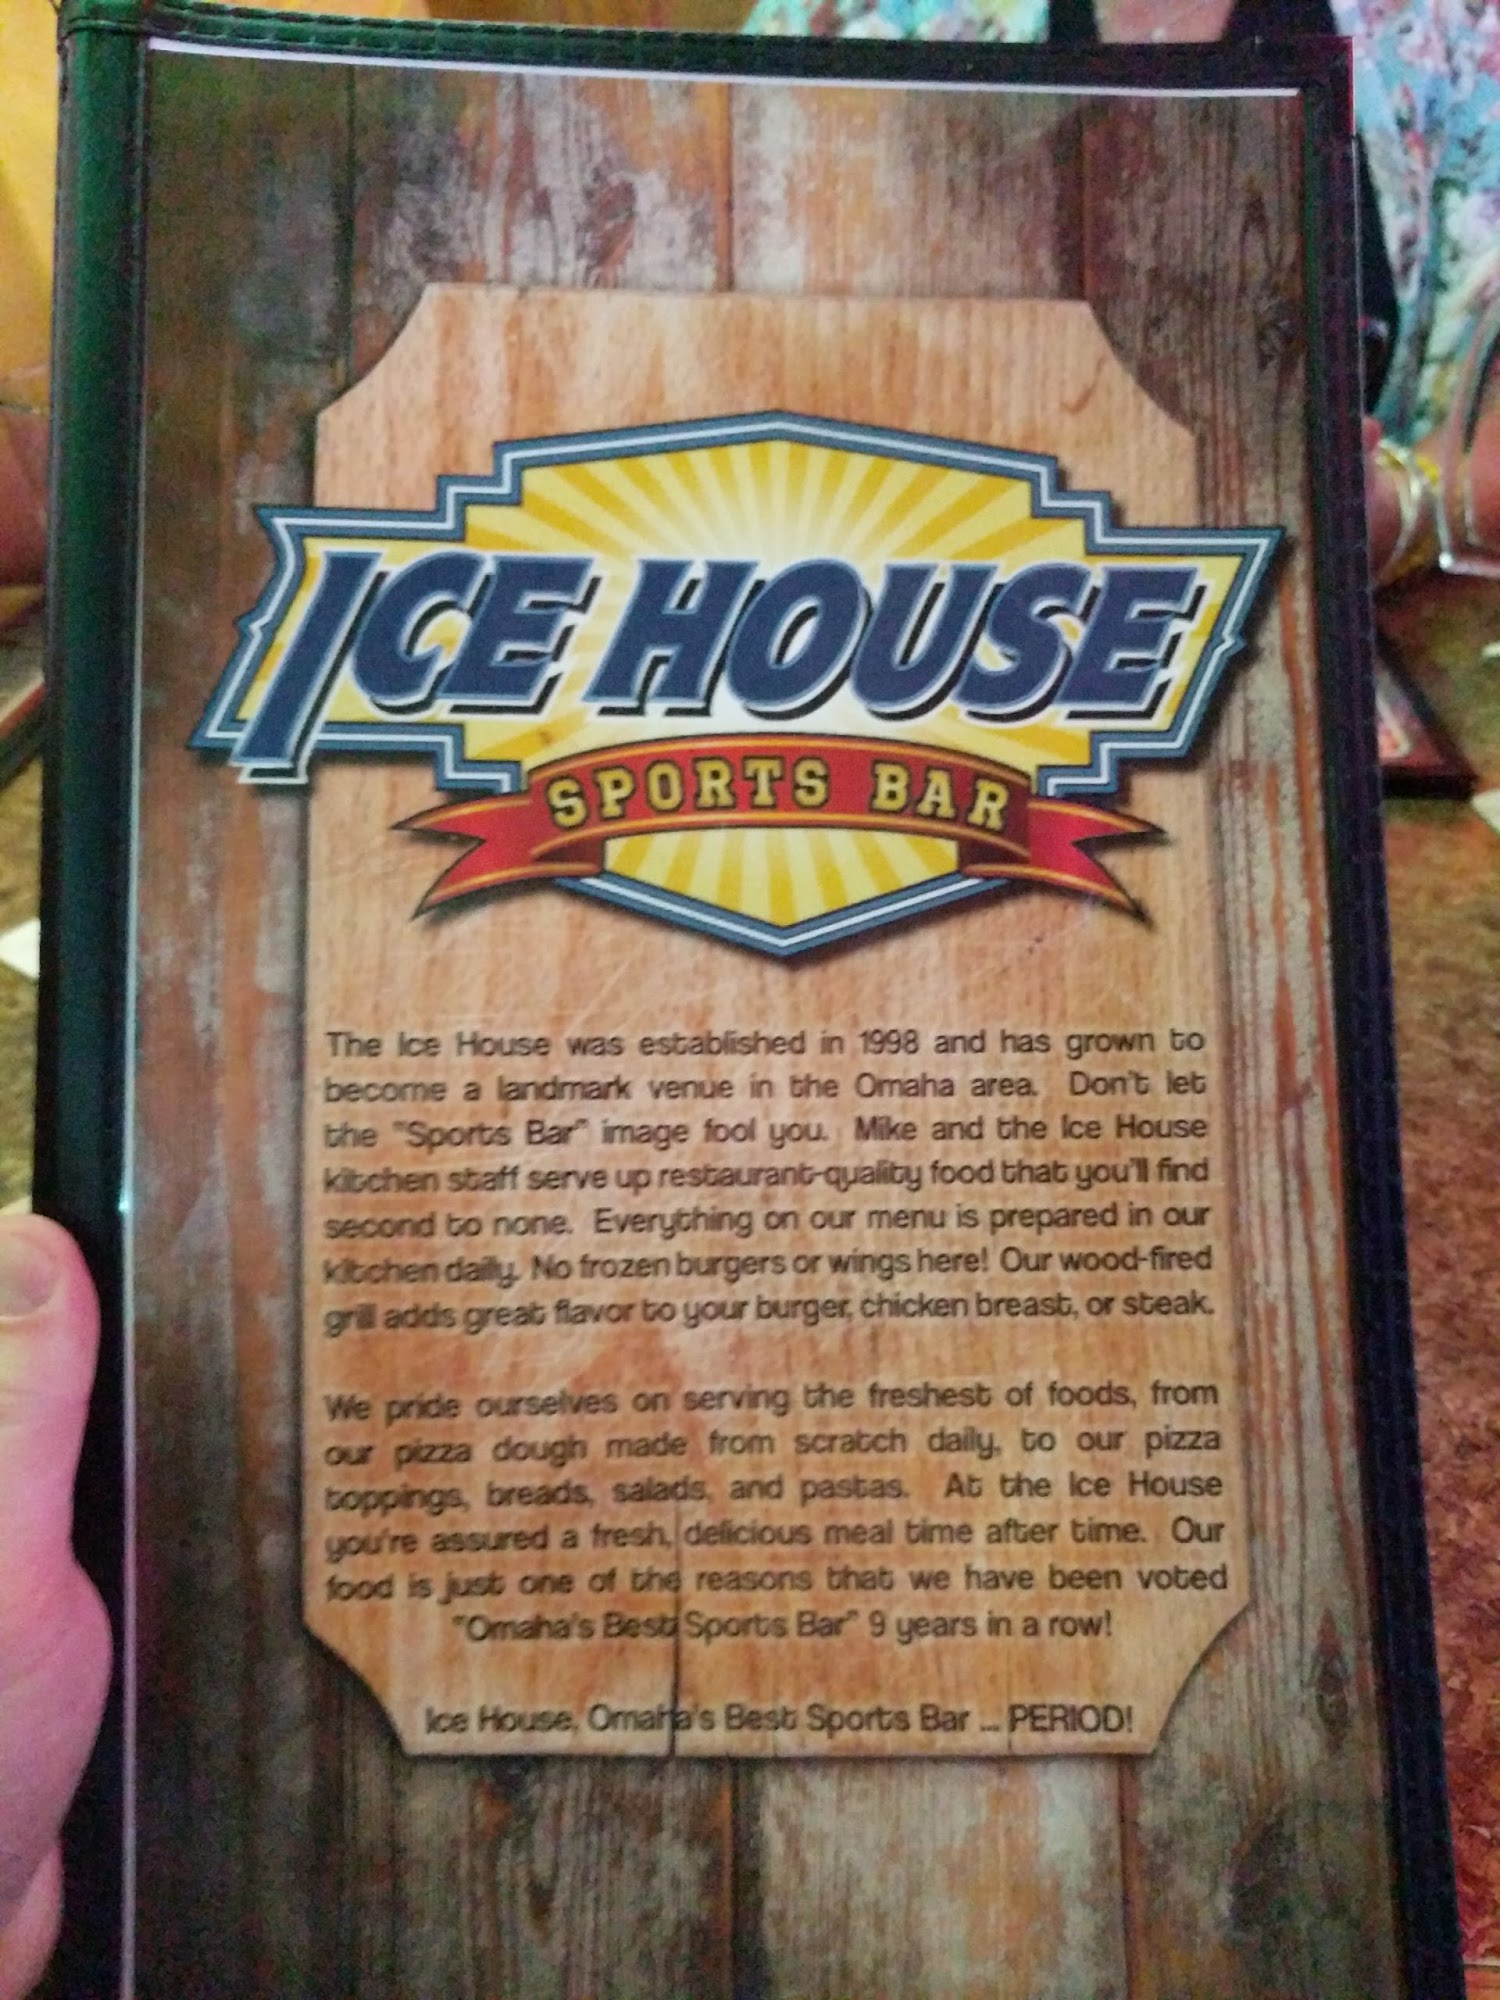 ICE HOUSE
SPORTS BAR
The Ice House was established in 1998 and has grown to
become a landmark venue in the Omaha area. Don't let
the "Sports Bar" image fool you. Mike and the Ice House
kitchen staff serve up restaurant-quality food that you'll find
second to none. Everything on our menu is prepared in our
kitchen daily. No frozen burgers or wings here! Our wood-fired
grill adds great flavor to your burger, chicken breast, or steak.
We pride ourselves on serving the freshest of foods, from
our pizza dough made from scratch daily, to our pizza
toppings, breads, salads, and pastas. At the Ice House
you're assured a fresh, delicious meal time after time. Our
food is just one of the reasons that we have been voted
"Omaha's Best Sports Bar" 9 years in a row!
Ice House, Omaha's Best Sports Bar ... PERIOD!